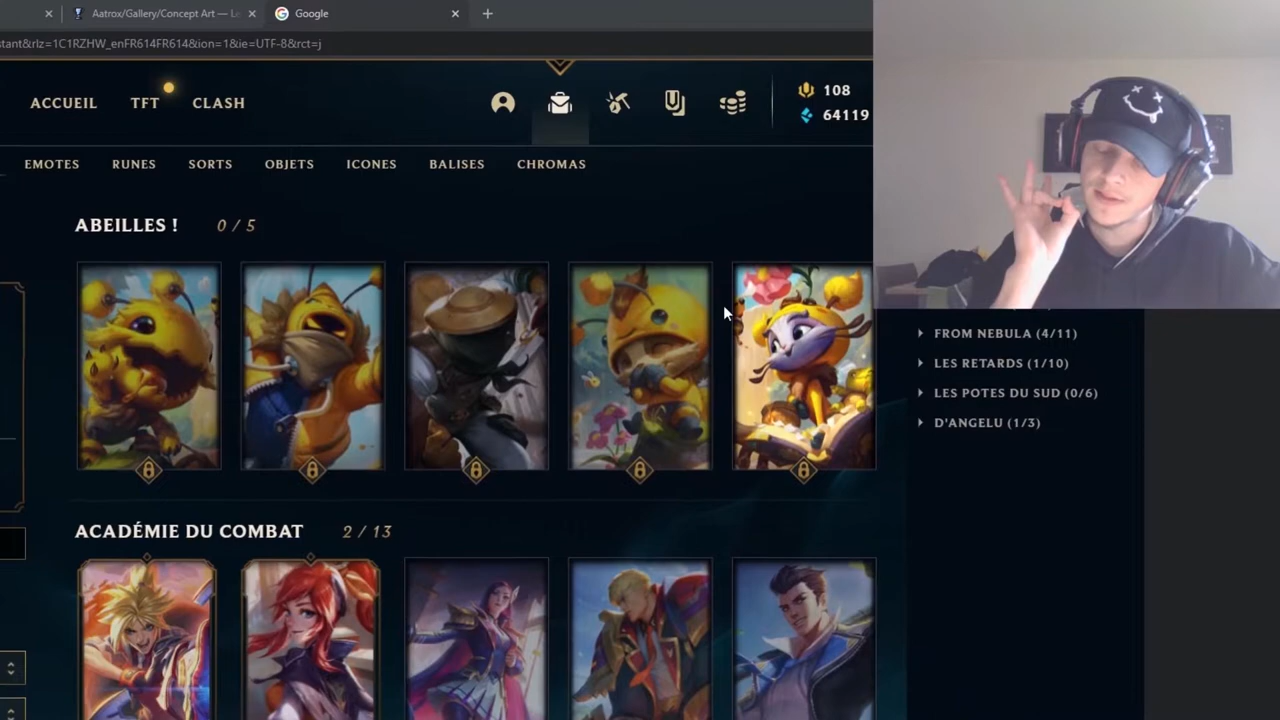 Aatrox/Gallery/Concept Art — Le
Google
stant&rlz=1C1RZHW_enFR614FR614&ion=1&ie=UTF-8&rct=j
ACCUEIL
TFT
CLASH
108
64119
EMOTES
RUNES
SORTS
OBJETS
ICONES
BALISES
CHROMAS
ABEILLES ! 0 / 5
FROM NEBULA (4/11)
LES RETARDS (1/10)
LES POTES DU SUD (0/6)
D'ANGELU (1/3)
ACADÉMIE DU COMBAT 2 / 13